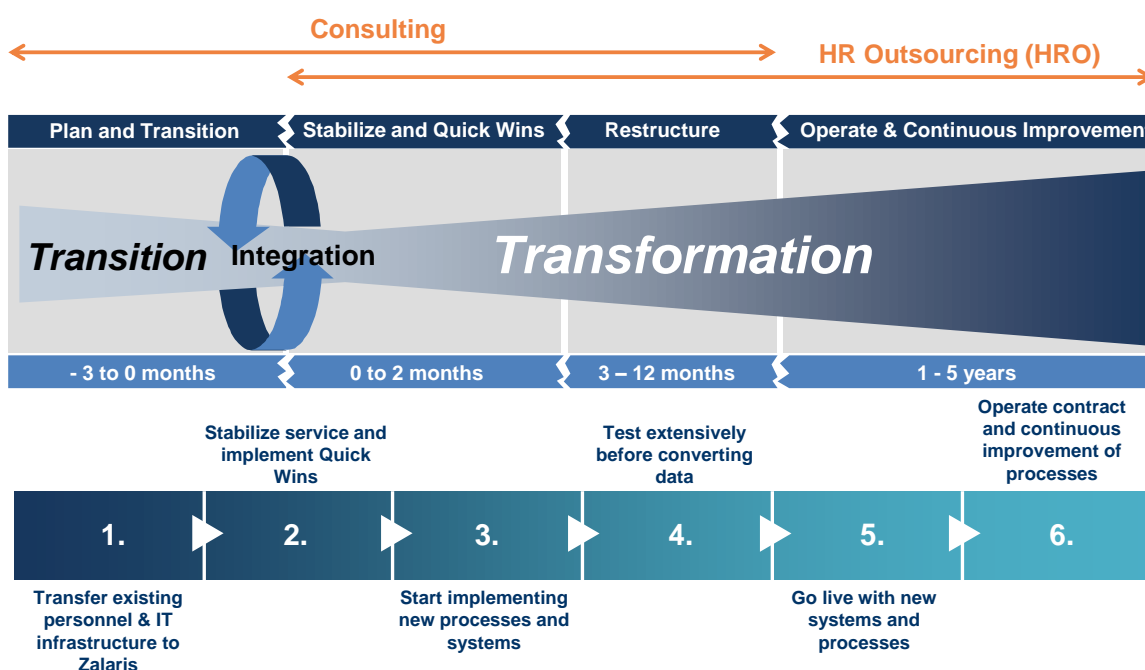 Consulting
HR Outsourcing (HRO)
Plan and Transition
Stabilize and Quick Wins
Restructure
Operate & Continuous Improvemen
Transition
Integration
Transformation
- 3 to 0 months
0 to 2 months
3 – 12 months
1 - 5 years
Stabilize service and
implement Quick
Wins
Test extensively
before converting
data
Operate contract
and continuous
improvement of
processes
1.
2.
3.
4.
5.
6.
Transfer existing
personnel & IT
infrastructure to
Zalaris
Start implementing
new processes and
systems
Go live with new
systems and
processes